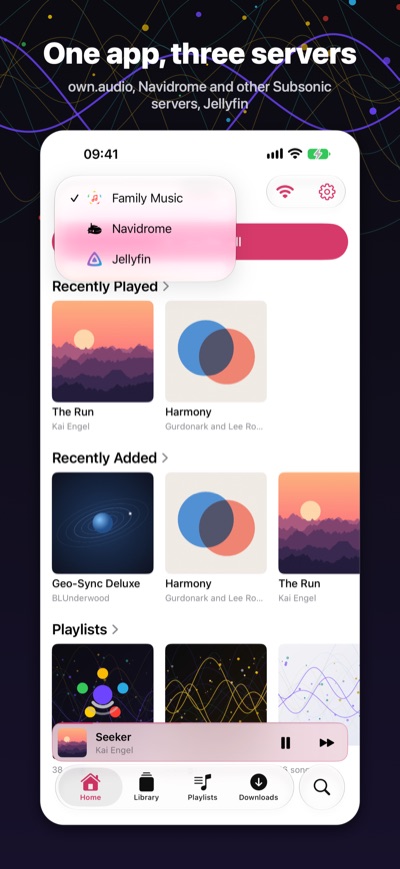 One app, three servers
own.audio, Navidrome and other Subsonic
servers, Jellyfin
09:41
Family Music
Navidrome
Jellyfin
Recently Played
The Run
Kai Engel
Harmony
Gurdonark and Lee Ro...
Recently Added
Geo-Sync Deluxe
BLUnderwood
Harmony
Gurdonark and Lee Ro...
The Run
Kai Engel
Playlists
Seeker
Kai Engel
38
Home
Library
Playlists
Downloads